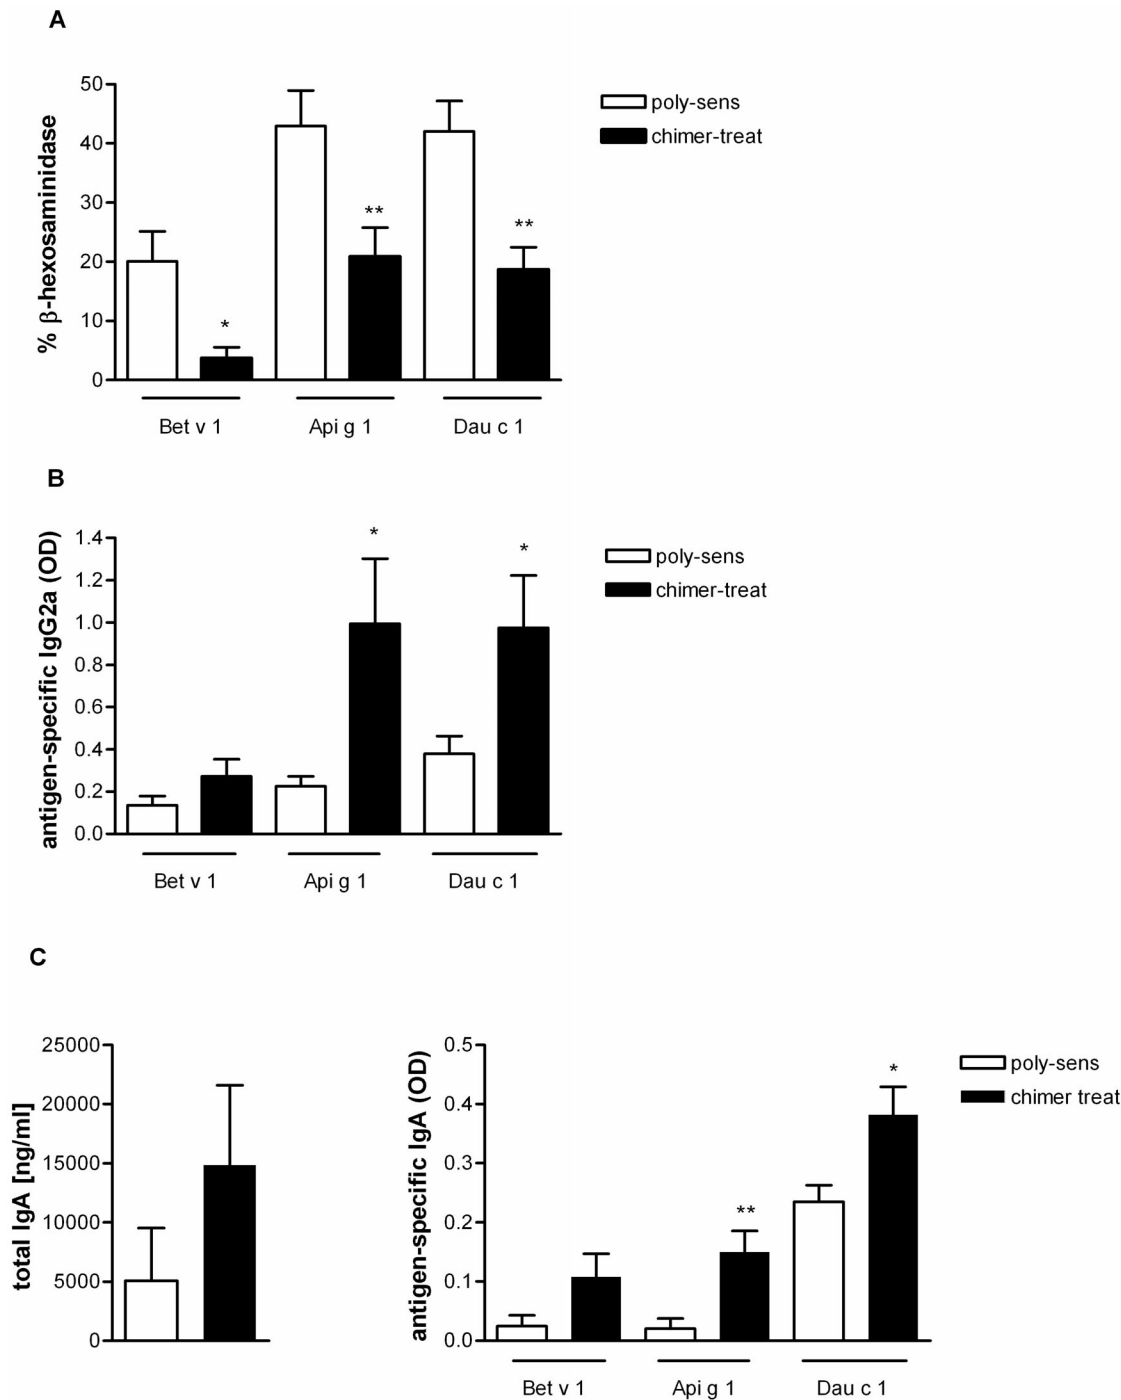 A
% β-hexosaminidase
50
40
30
20
10
0
*
**
**
Bet v 1
Api g 1
Dau c 1
poly-sens
chimer-treat
B
antigen-specific IgG2a (OD)
1.4
1.2
1.0
0.8
0.6
0.4
0.2
0.0
*
*
Bet v 1
Api g 1
Dau c 1
poly-sens
chimer-treat
C
total IgA [ng/ml]
25000
20000
15000
10000
5000
0
antigen-specific IgA (OD)
0.5
0.4
0.3
0.2
0.1
0.0
**
*
Bet v 1
Api g 1
Dau c 1
poly-sens
chimer treat